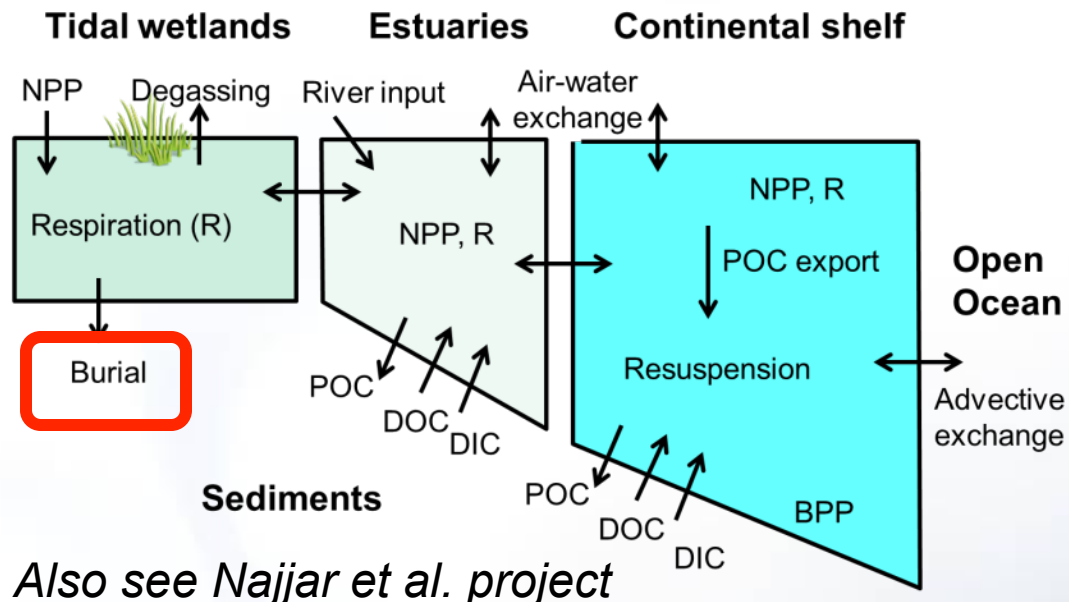 Tidal wetlands
Estuaries
Continental shelf
NPP
Degassing
River input
Air-water
exchange
Respiration (R)
NPP, R
NPP, R
POC export
Open
Ocean
Burial
Resuspension
Advective
exchange
POC
DOC
DIC
Sediments
POC
DOC
DIC
BPP
Also see Najjar et al. project